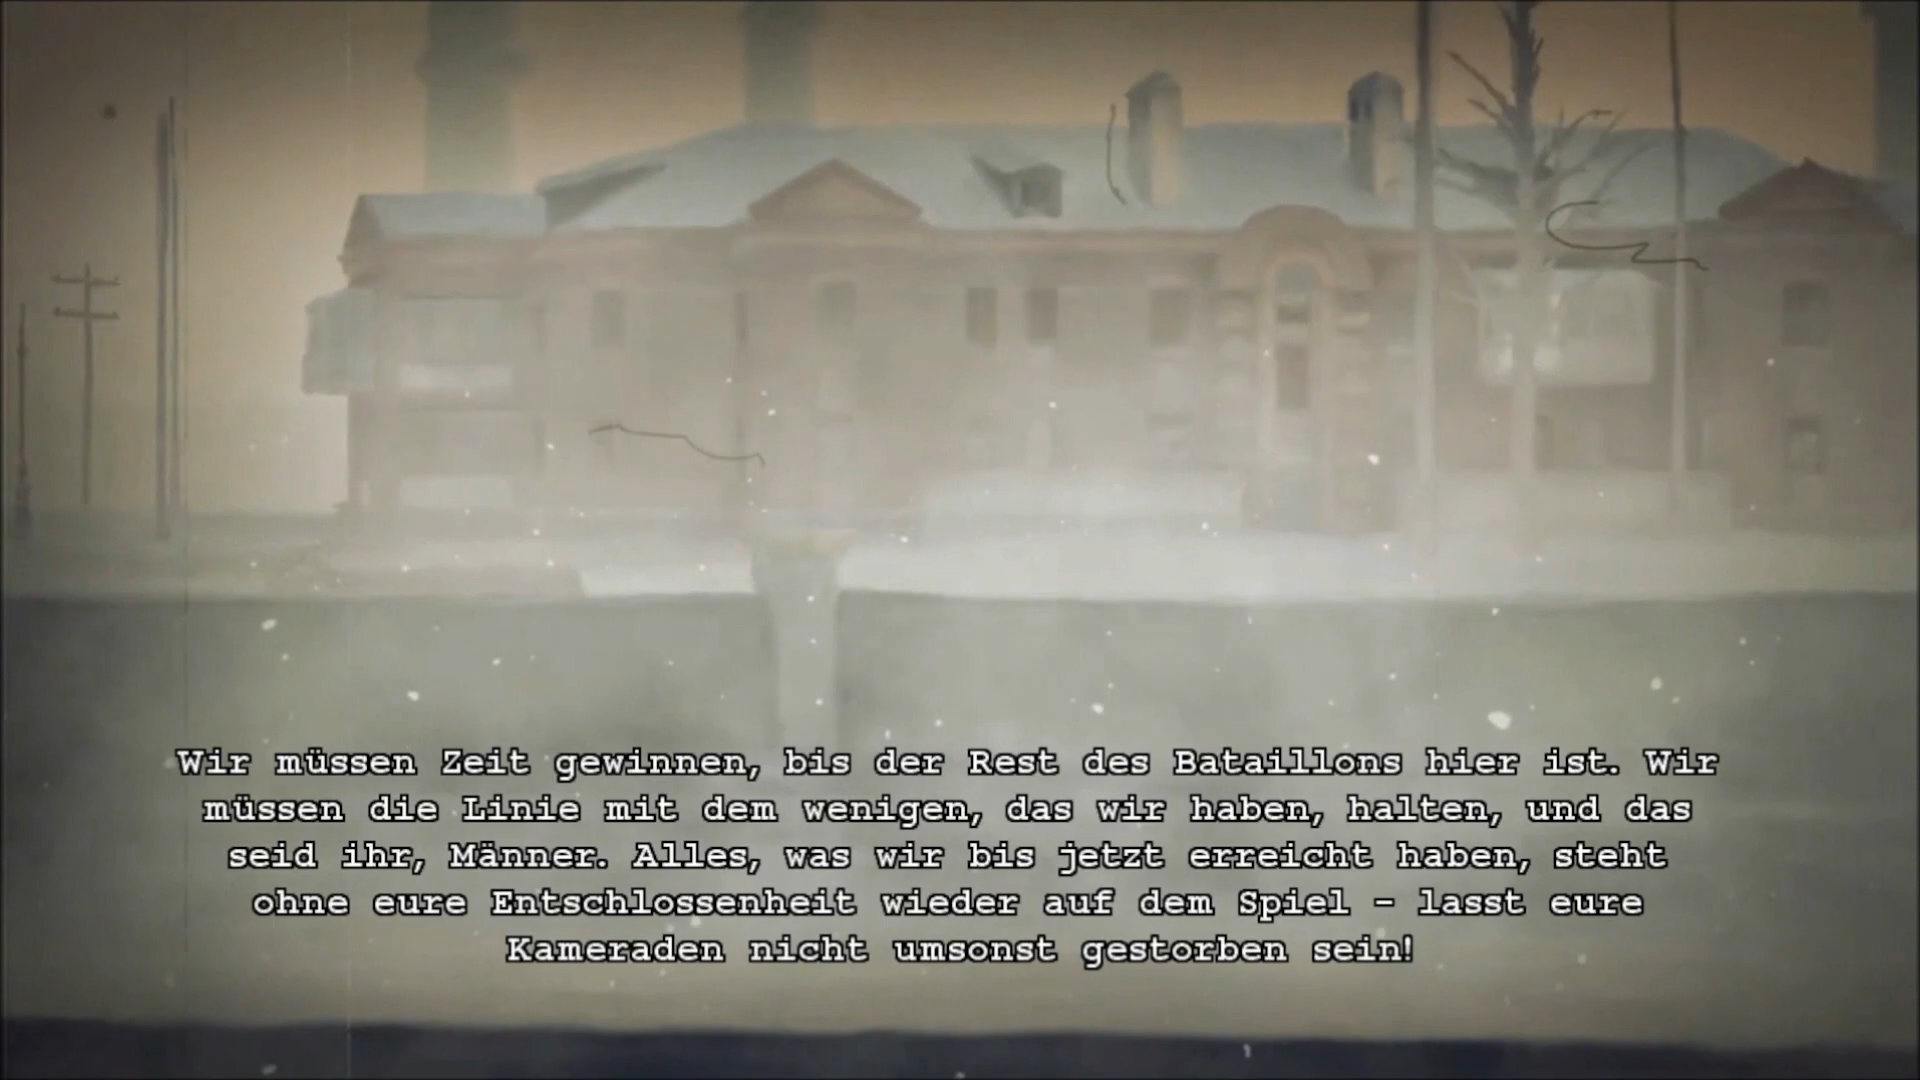 Wir müssen Zeit gewinnen, bis der Rest des Bataillons hier ist. Wir
müssen die Linie mit dem wenigen, das wir haben, halten, und das
seid ihr, Männer. Alles, was wir bis jetzt erreicht haben, steht
ohne eure Entschlossenheit wieder auf dem Spiel - lasst eure
Kameraden nicht umsonst gestorben sein!